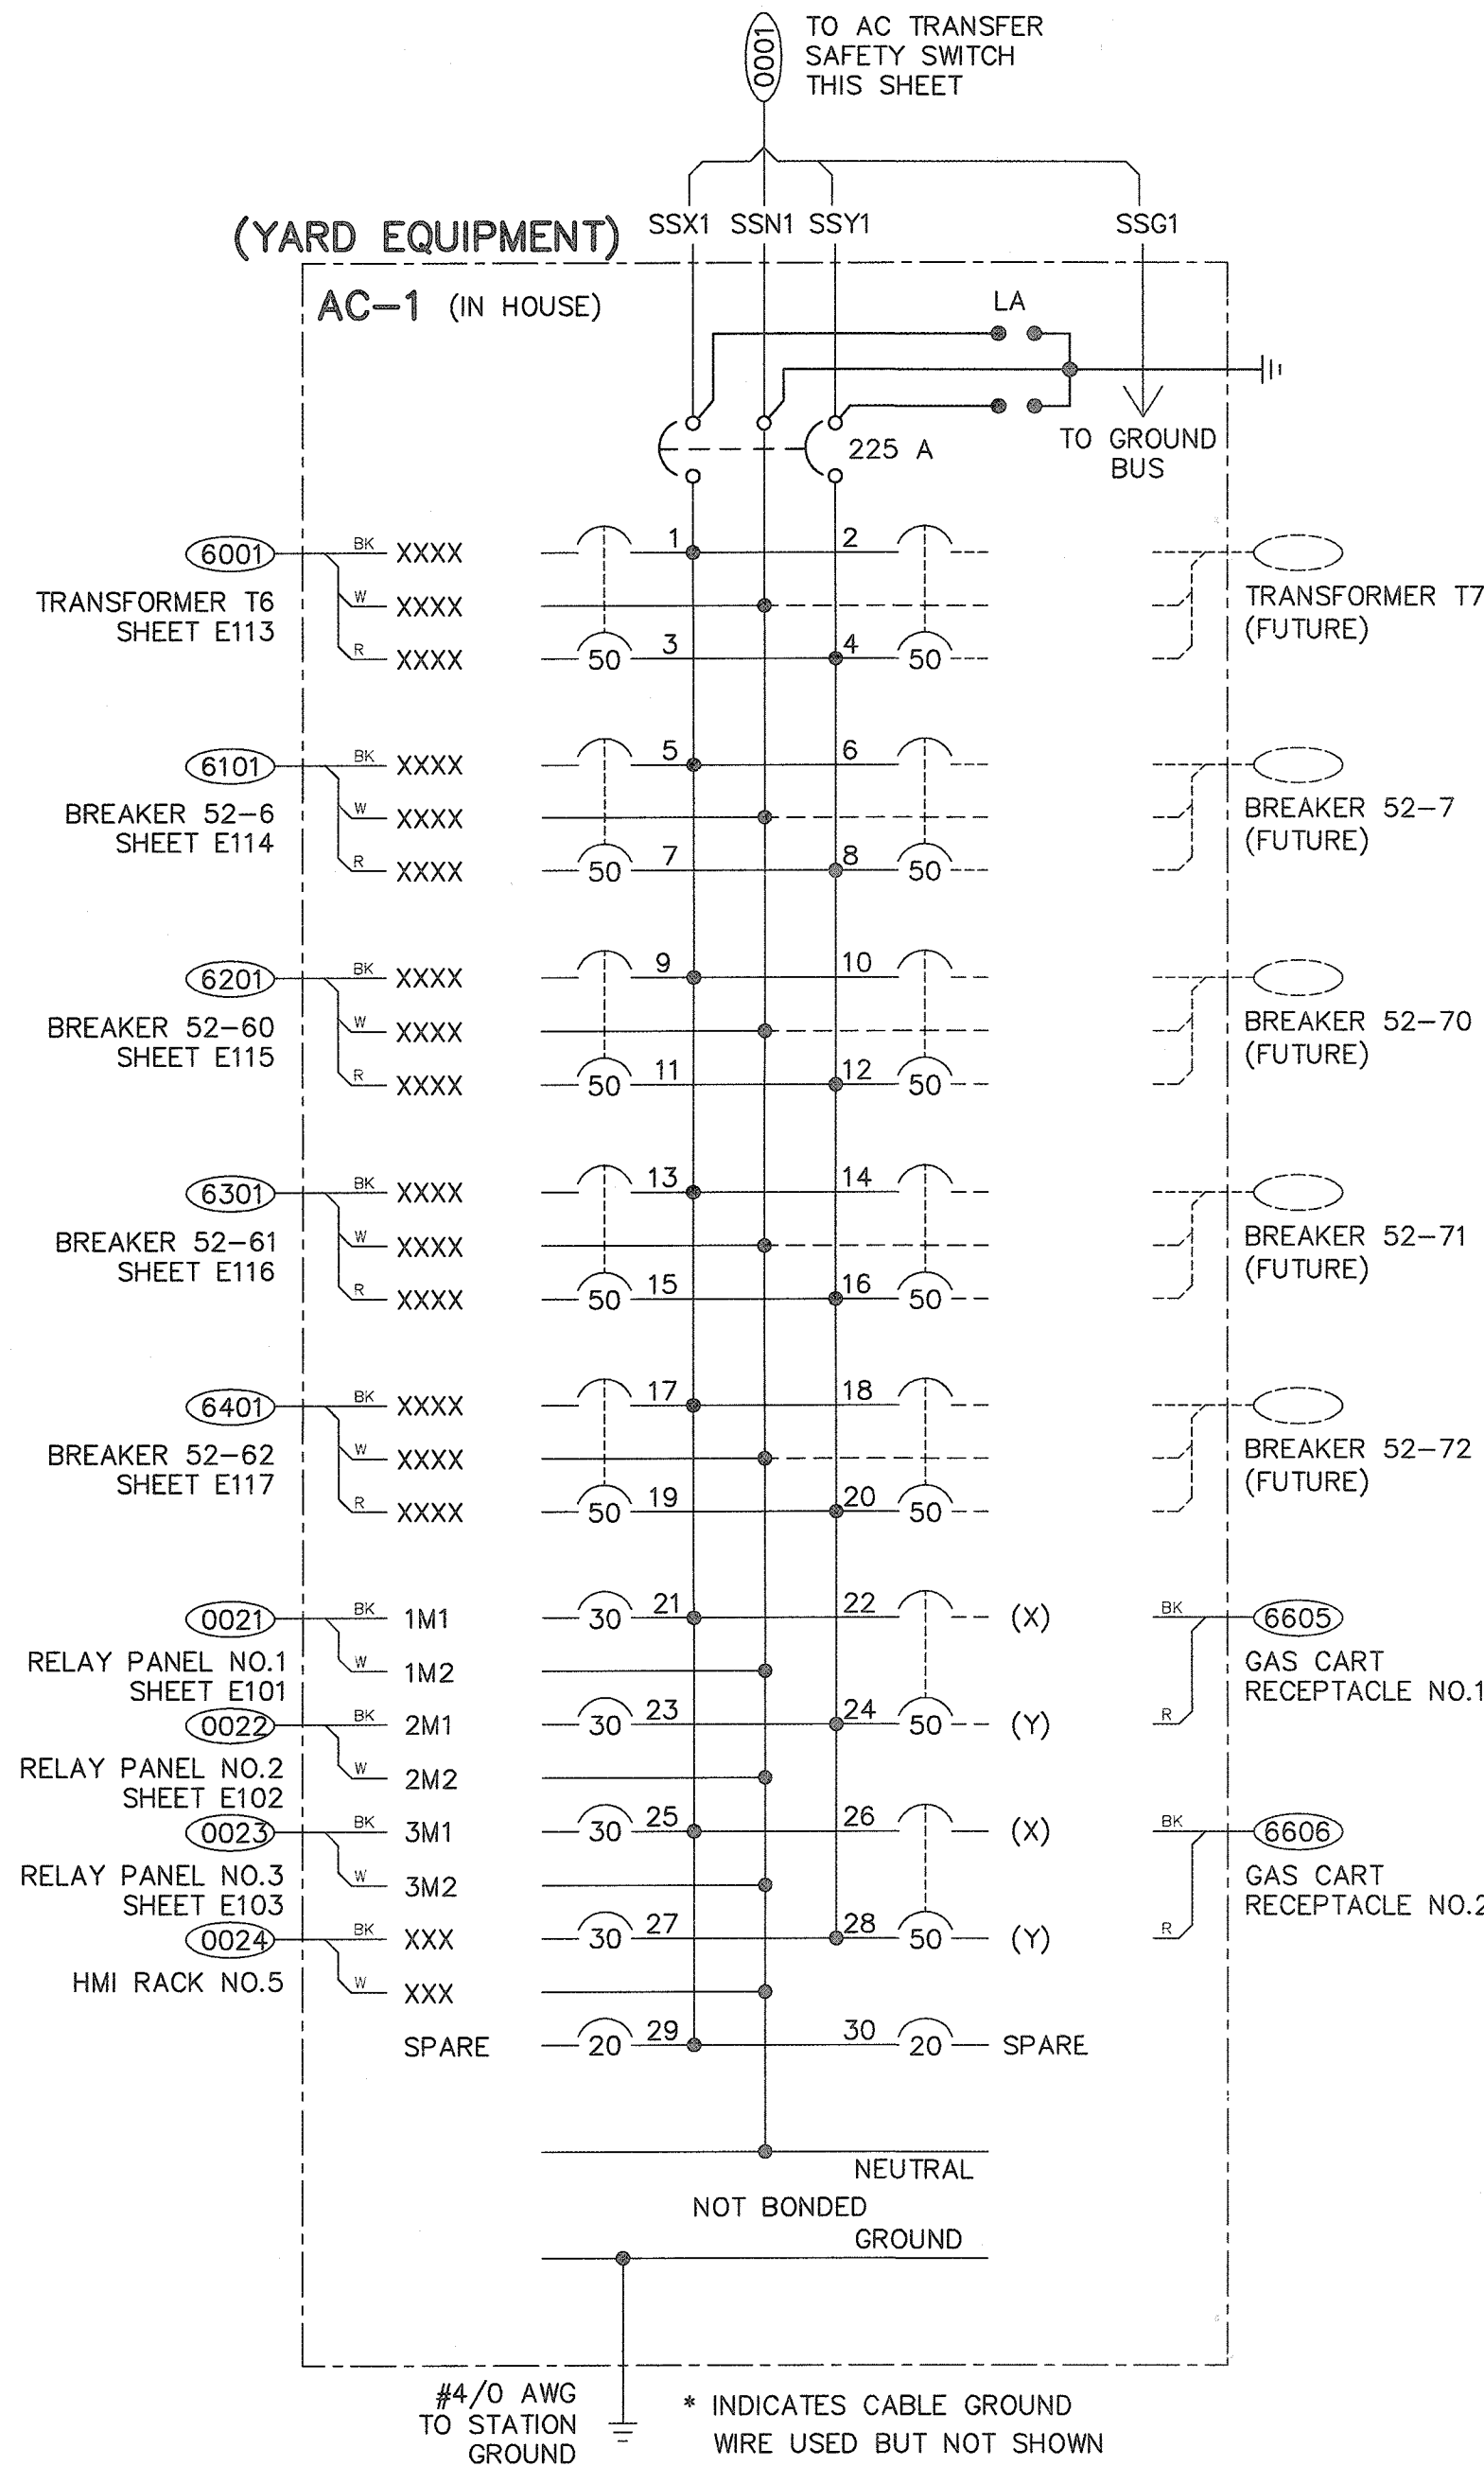 0001
TO AC TRANSFER
SAFETY SWITCH
THIS SHEET
(YARD EQUIPMENT)
SSX1 SSN1 SSY1 SSG1
AC-1 (IN HOUSE)
LA
225 A
TO GROUND
BUS
6001 BK XXXX 1 2
TRANSFORMER T6
SHEET E113
W XXXX
TRANSFORMER T7
(FUTURE)
R XXXX 50 3 4 50
6101 BK XXXX 5 6
BREAKER 52-6
SHEET E114
W XXXX
BREAKER 52-7
(FUTURE)
R XXXX 50 7 8 50
6201 BK XXXX 9 10
BREAKER 52-60
SHEET E115
W XXXX
BREAKER 52-70
(FUTURE)
R XXXX 50 11 12 50
6301 BK XXXX 13 14
BREAKER 52-61
SHEET E116
W XXXX
BREAKER 52-71
(FUTURE)
R XXXX 50 15 16 50
6401 BK XXXX 17 18
BREAKER 52-62
SHEET E117
W XXXX
BREAKER 52-72
(FUTURE)
R XXXX 50 19 20 50
0021 BK 1M1 30 21 22 (X) BK 6605
RELAY PANEL NO.1
SHEET E101
W 1M2
GAS CART
RECEPTACLE NO.1
0022 BK 2M1 30 23 24 50 (Y) R
RELAY PANEL NO.2
SHEET E102
W 2M2
0023 BK 3M1 30 25 26 (X) BK 6606
RELAY PANEL NO.3
SHEET E103
W 3M2
GAS CART
RECEPTACLE NO.2
0024 BK XXX 30 27 28 50 (Y) R
HMI RACK NO.5
W XXX
SPARE 20 29 30 20 SPARE
NEUTRAL
NOT BONDED
GROUND
#4/0 AWG
TO STATION
GROUND
* INDICATES CABLE GROUND
WIRE USED BUT NOT SHOWN